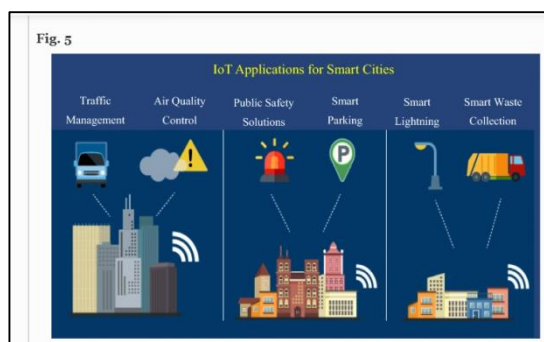 Fig. 5
IoT Applications for Smart Cities
Traffic
Management
Air Quality
Control
Public Safety
Solutions
Smart
Parking
Smart
Lightning
Smart Waste
Collection
P